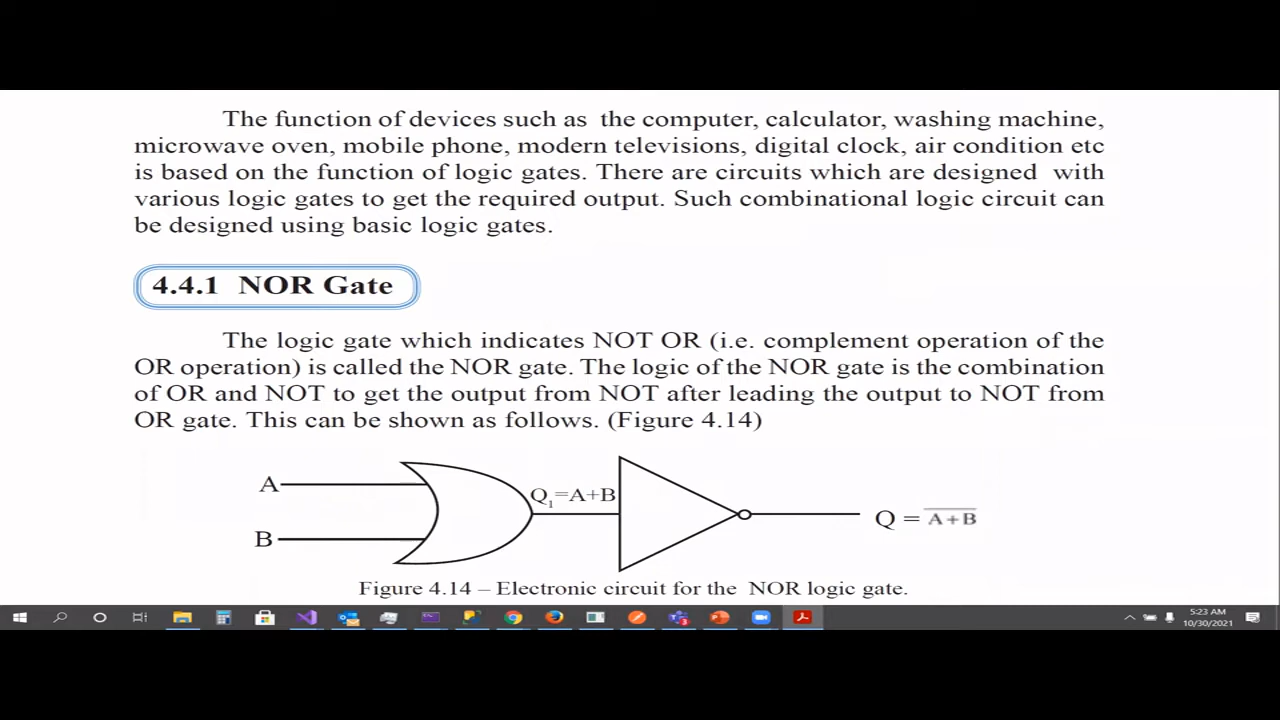 The function of devices such as the computer, calculator, washing machine,
microwave oven, mobile phone, modern televisions, digital clock, air condition etc
is based on the function of logic gates. There are circuits which are designed with
various logic gates to get the required output. Such combinational logic circuit can
be designed using basic logic gates.
4.4.1 NOR Gate
The logic gate which indicates NOT OR (i.e. complement operation of the
OR operation) is called the NOR gate. The logic of the NOR gate is the combination
of OR and NOT to get the output from NOT after leading the output to NOT from
OR gate. This can be shown as follows. (Figure 4.14)
A
Q₁=A+B
Q = A̅ ̅+̅ ̅B̅
B
Figure 4.14 – Electronic circuit for the NOR logic gate.
5:23 AM
10/30/2021